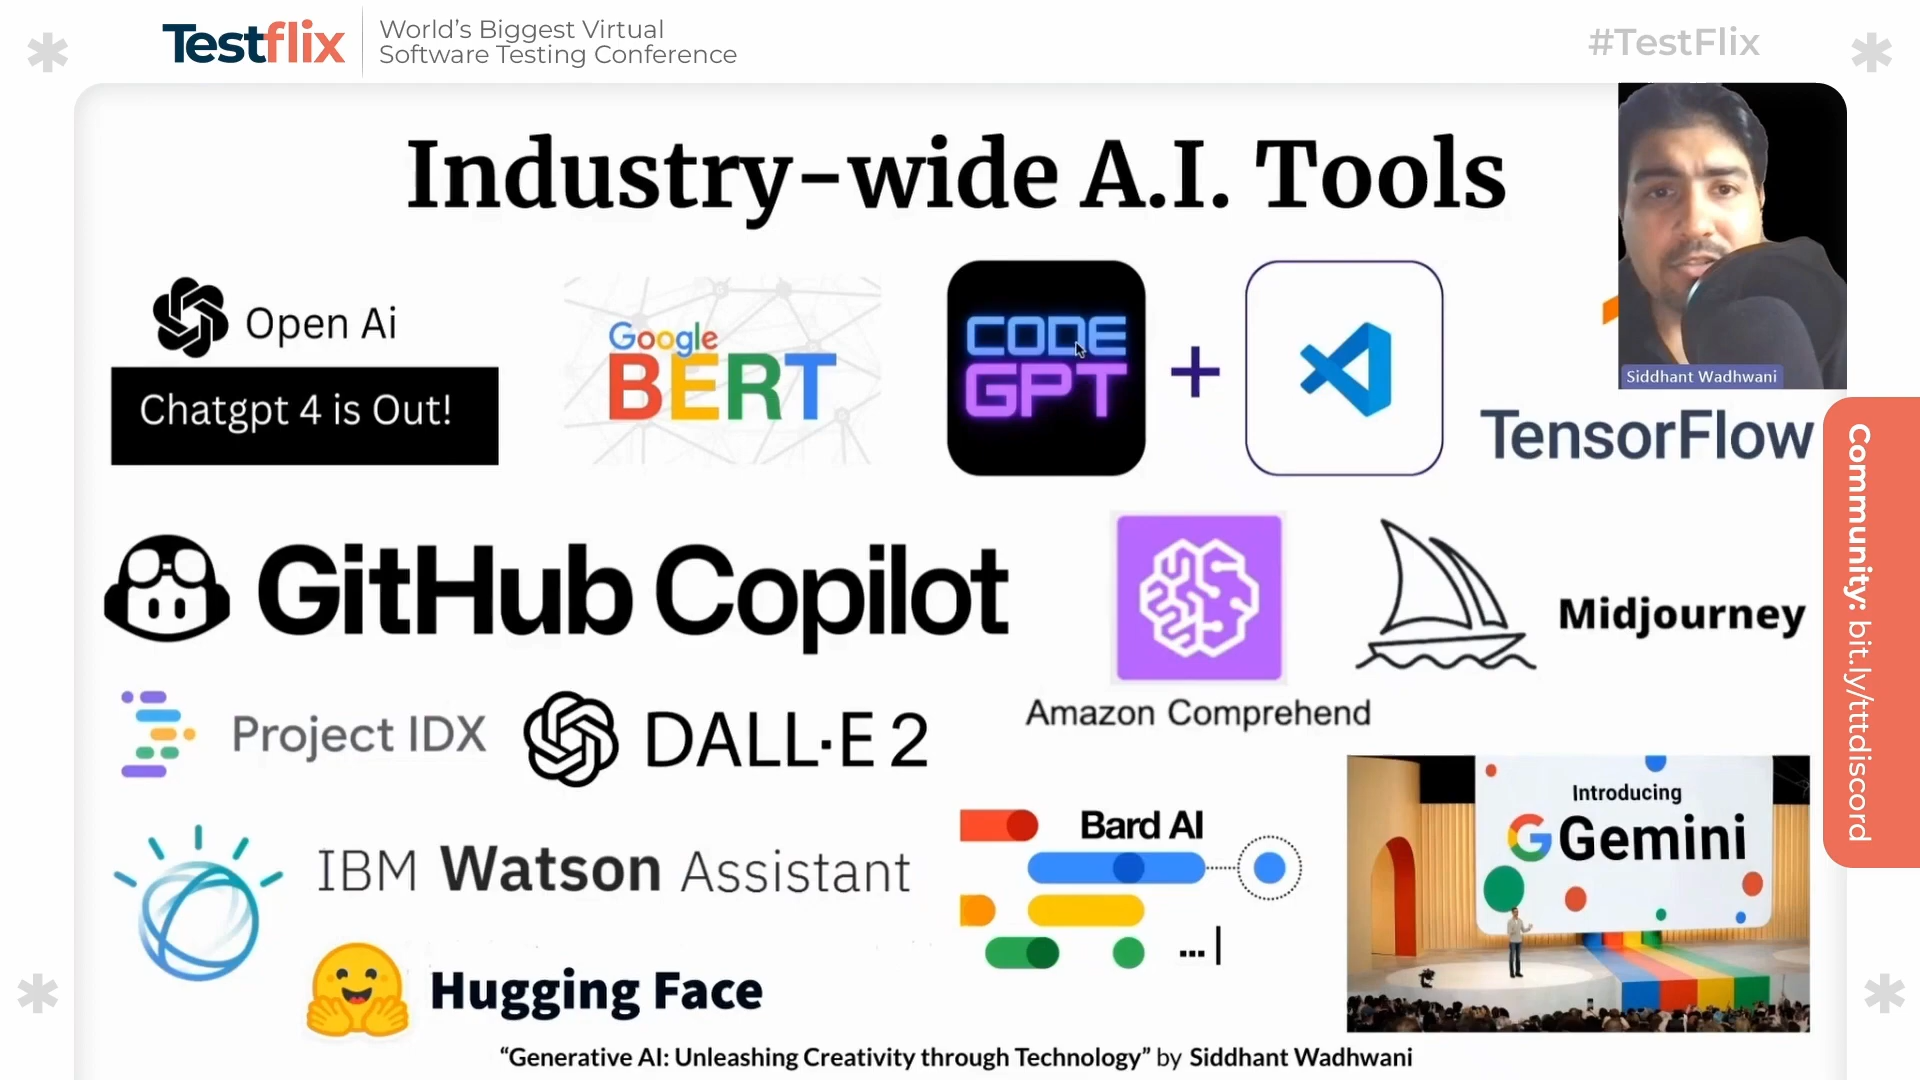 Testflix
World's Biggest Virtual
Software Testing Conference
#TestFlix
Industry-wide A.I. Tools
Open Ai
Chatgpt 4 is Out!
Google
BERT
CODE
GPT
+
Siddhant Wadhwani
TensorFlow
GitHub Copilot
Amazon Comprehend
Midjourney
Project IDX
DALL·E 2
IBM Watson Assistant
Bard AI
... |
Introducing
G Gemini
Hugging Face
Community: bit.ly/tttdiscord
“Generative AI: Unleashing Creativity through Technology” by Siddhant Wadhwani